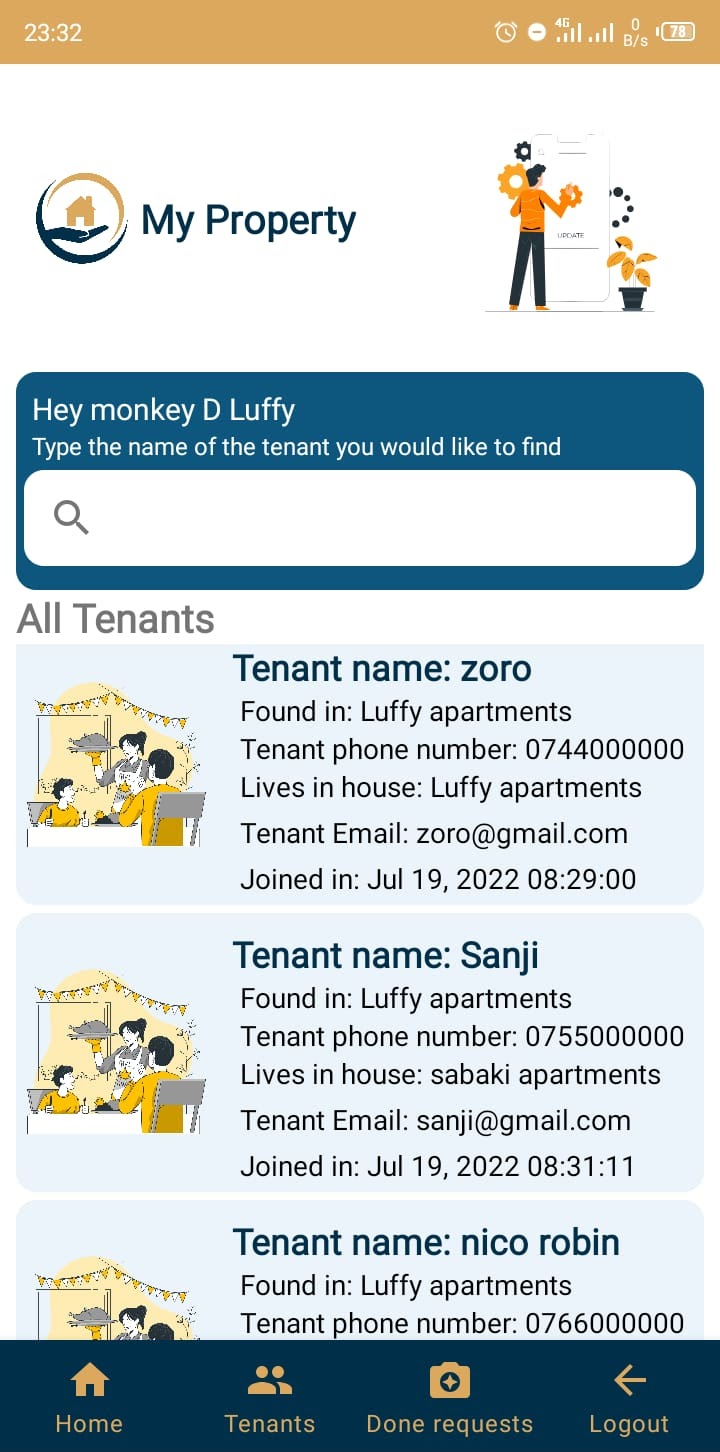 23:32
4G
0
B/s
78
My Property
UPDATE
Hey monkey D Luffy
Type the name of the tenant you would like to find
All Tenants
Tenant name: zoro
Found in: Luffy apartments
Tenant phone number: 0744000000
Lives in house: Luffy apartments
Tenant Email: zoro@gmail.com
Joined in: Jul 19, 2022 08:29:00
Tenant name: Sanji
Found in: Luffy apartments
Tenant phone number: 0755000000
Lives in house: sabaki apartments
Tenant Email: sanji@gmail.com
Joined in: Jul 19, 2022 08:31:11
Tenant name: nico robin
Found in: Luffy apartments
Tenant phone number: 0766000000
Home
Tenants
Done requests
Logout